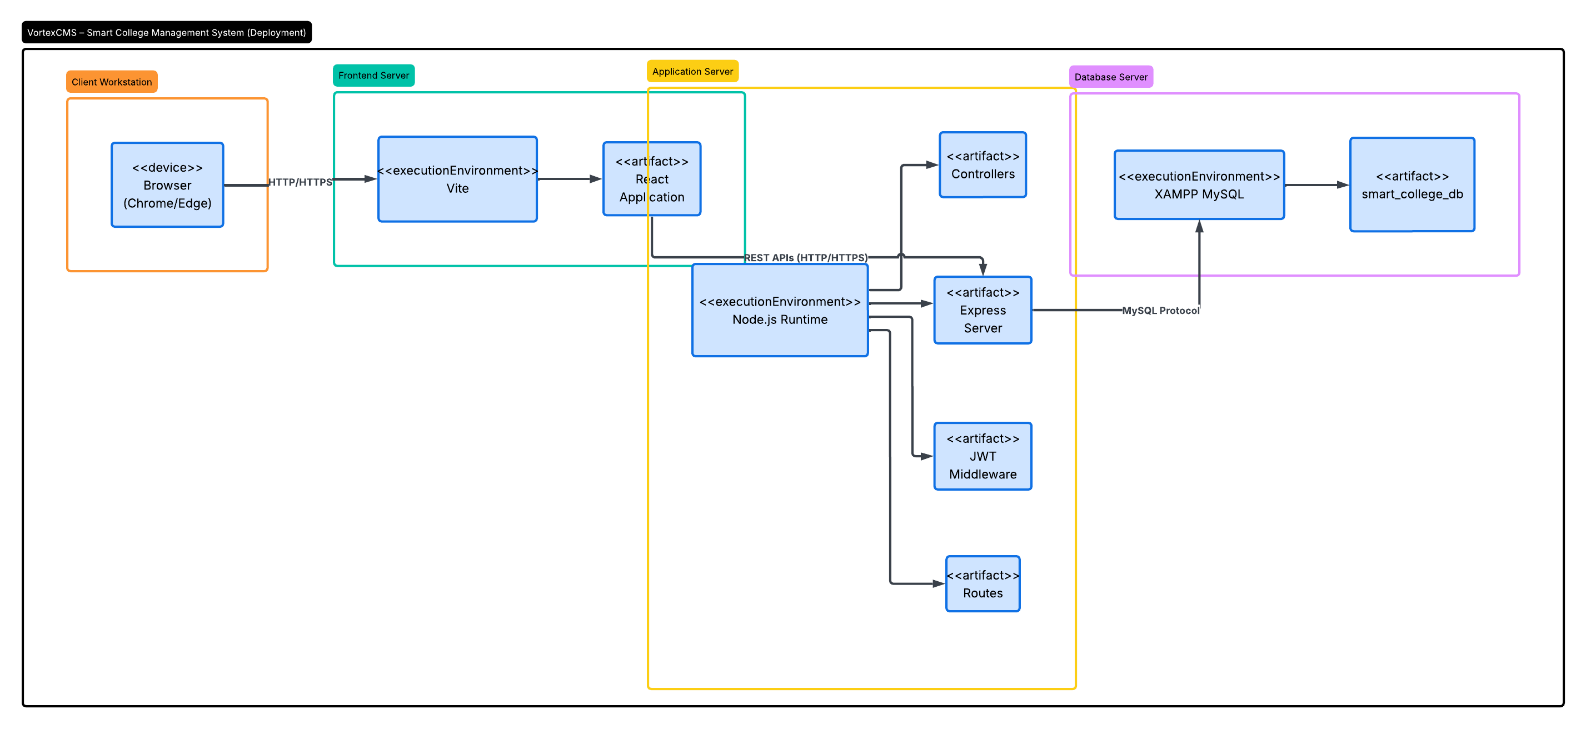 VortexCMS – Smart College Management System (Deployment)
Client Workstation
Frontend Server
Application Server
Database Server
<<device>>
Browser
(Chrome/Edge)
HTTP/HTTPS
<<executionEnvironment>>
Vite
<<artifact>>
React
Application
<<artifact>>
Controllers
<<executionEnvironment>>
XAMPP MySQL
<<artifact>>
smart_college_db
REST APIs (HTTP/HTTPS)
<<executionEnvironment>>
Node.js Runtime
<<artifact>>
Express
Server
MySQL Protocol
<<artifact>>
JWT
Middleware
<<artifact>>
Routes